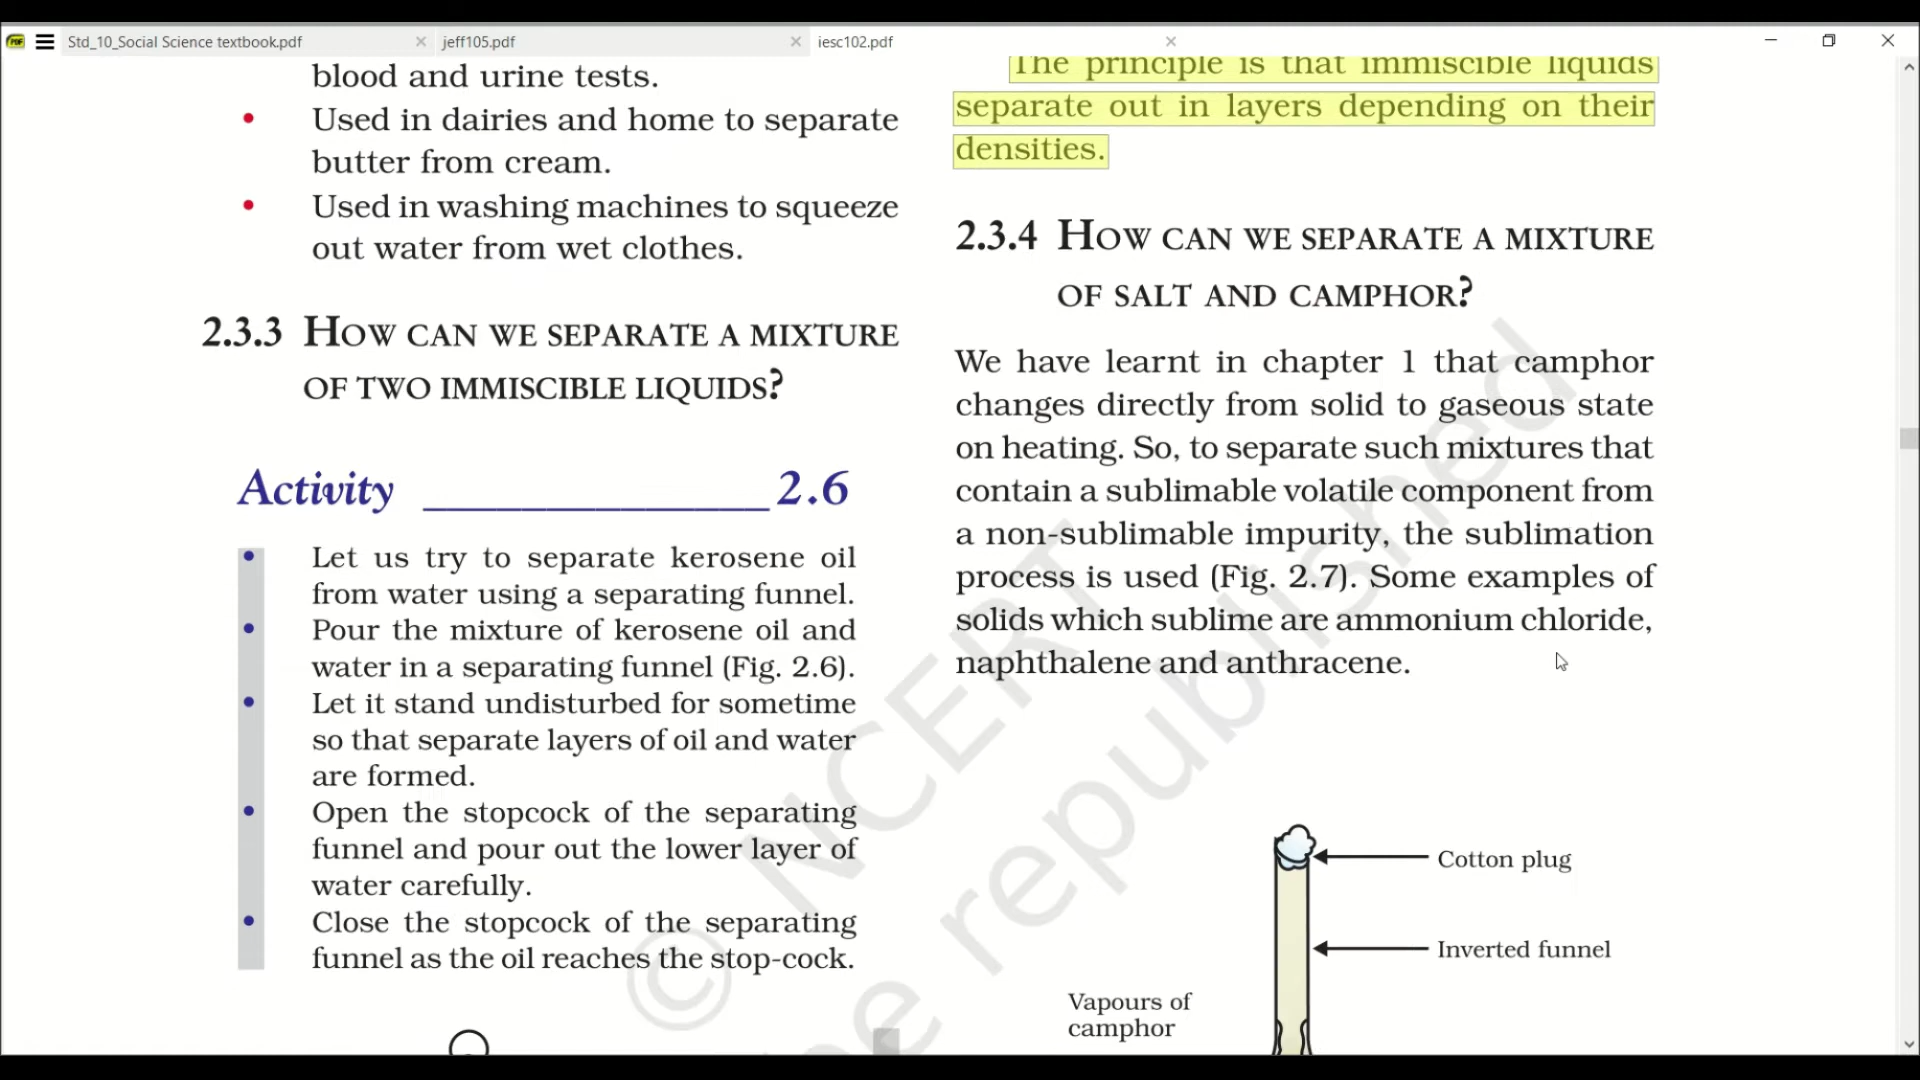 Std_10_Social Science textbook.pdf
jeff105.pdf
iesc102.pdf
blood and urine tests.
• Used in dairies and home to separate
butter from cream.
• Used in washing machines to squeeze
out water from wet clothes.
2.3.3 HOW CAN WE SEPARATE A MIXTURE
OF TWO IMMISCIBLE LIQUIDS?
Activity ______________ 2.6
• Let us try to separate kerosene oil
from water using a separating funnel.
• Pour the mixture of kerosene oil and
water in a separating funnel (Fig. 2.6).
• Let it stand undisturbed for sometime
so that separate layers of oil and water
are formed.
• Open the stopcock of the separating
funnel and pour out the lower layer of
water carefully.
• Close the stopcock of the separating
funnel as the oil reaches the stop-cock.
The principle is that immiscible liquids
separate out in layers depending on their
densities.
2.3.4 HOW CAN WE SEPARATE A MIXTURE
OF SALT AND CAMPHOR?
We have learnt in chapter 1 that camphor
changes directly from solid to gaseous state
on heating. So, to separate such mixtures that
contain a sublimable volatile component from
a non-sublimable impurity, the sublimation
process is used (Fig. 2.7). Some examples of
solids which sublime are ammonium chloride,
naphthalene and anthracene.
Cotton plug
Inverted funnel
Vapours of
camphor
© NCERT
be republished